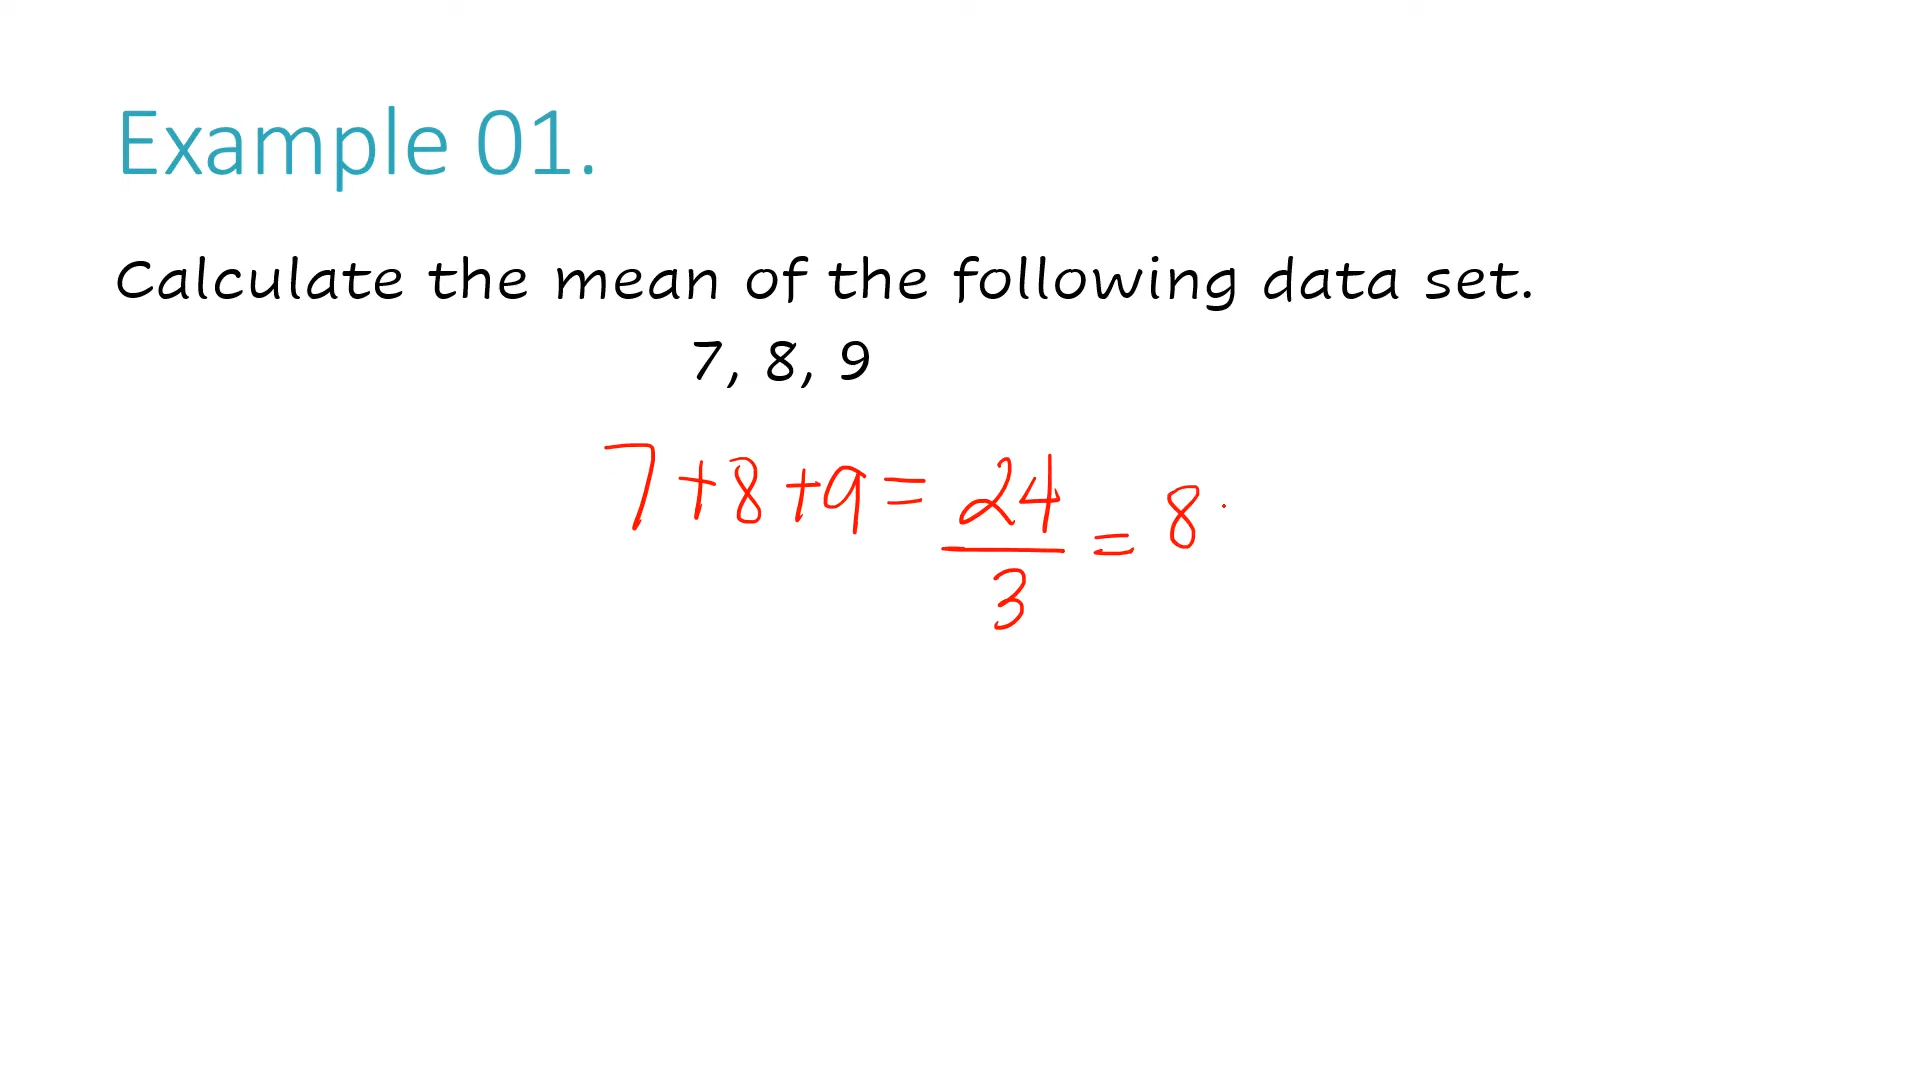 Example 01.
Calculate the mean of the following data set.
7, 8, 9
7+8+9 = 24/3 = 8